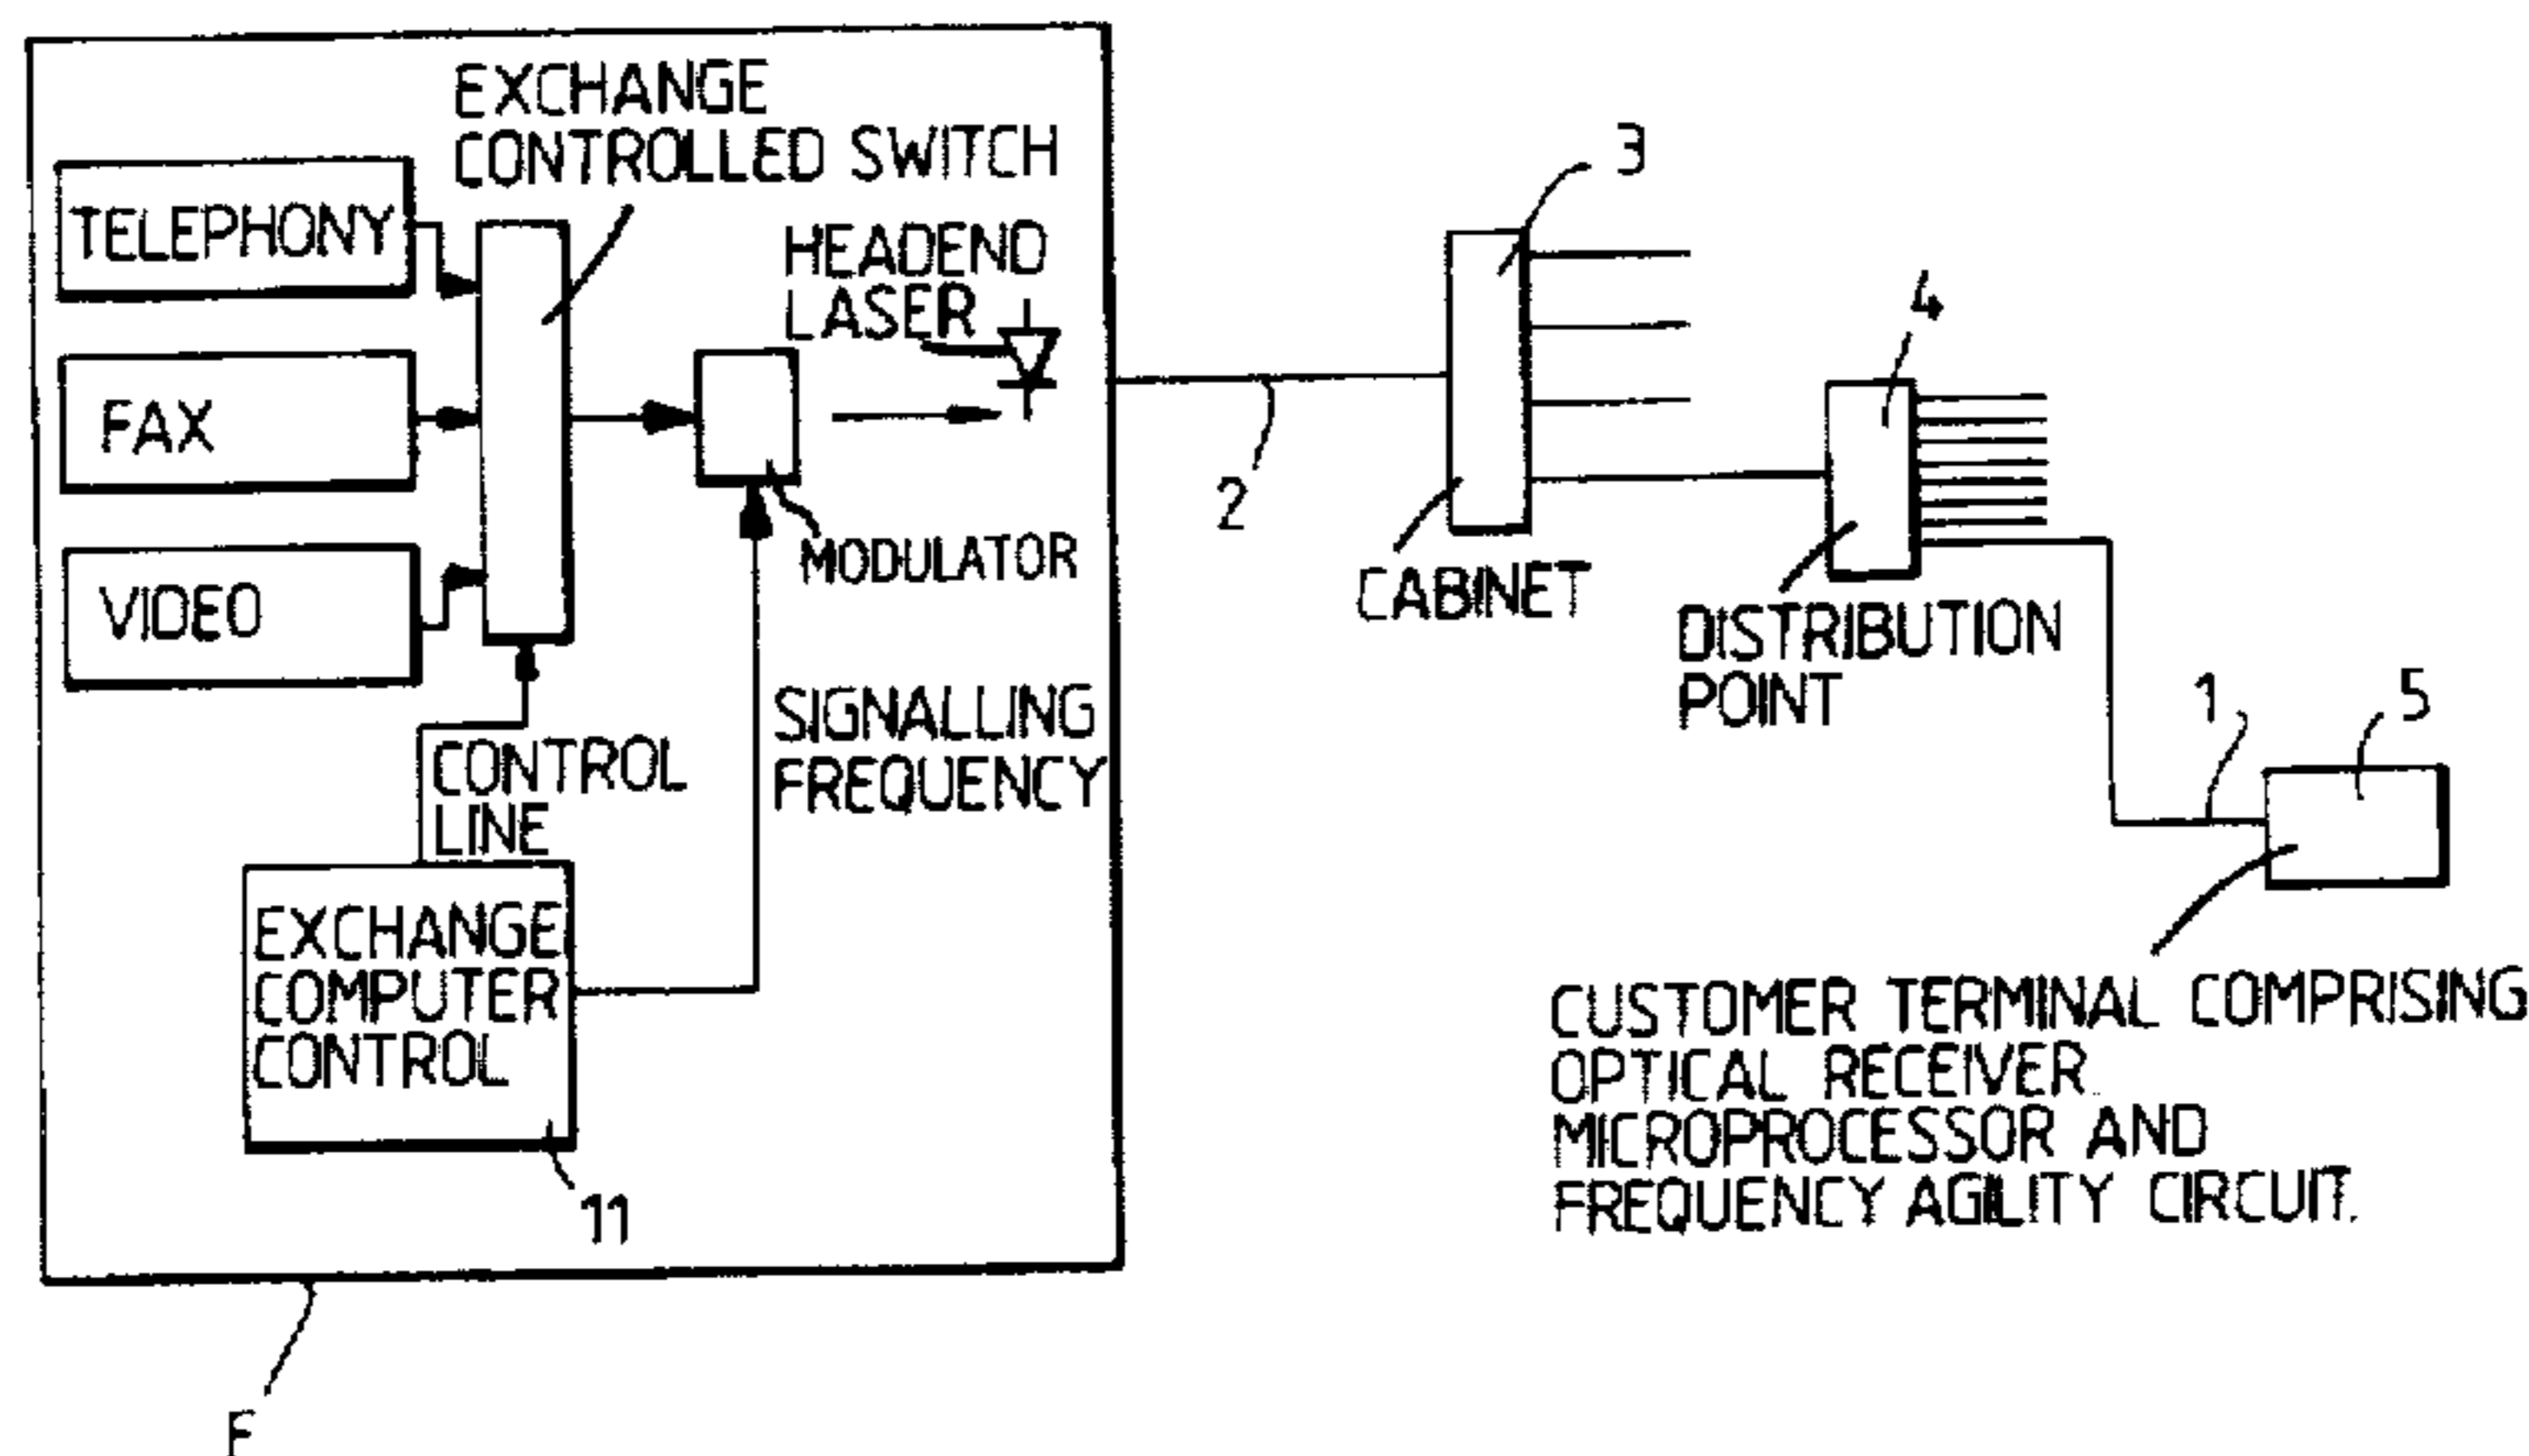 EXCHANGE
CONTROLLED SWITCH
TELEPHONY
HEADEND
LASER
FAX
MODULATOR
VIDEO
SIGNALLING
FREQUENCY
CONTROL
LINE
EXCHANGE
COMPUTER
CONTROL
11
2
3
CABINET
4
DISTRIBUTION
POINT
1
5
CUSTOMER TERMINAL COMPRISING
OPTICAL RECEIVER
MICROPROCESSOR AND
FREQUENCY AGILITY CIRCUIT.